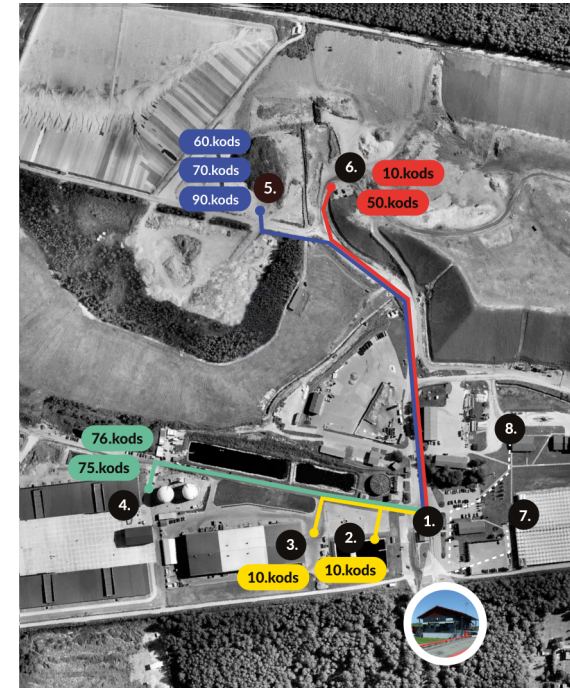 60.kods
70.kods
90.kods
5.
6.
10.kods
50.kods
76.kods
75.kods
4.
3.
2.
10.kods
10.kods
1.
8.
7.